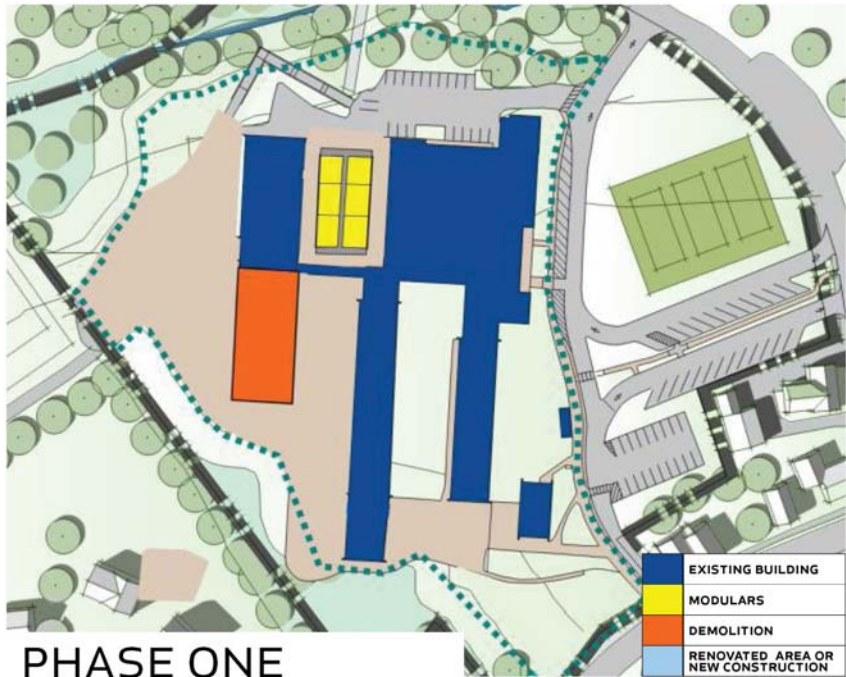 EXISTING BUILDING
MODULARS
DEMOLITION
RENOVATED AREA OR
NEW CONSTRUCTION
PHASE ONE